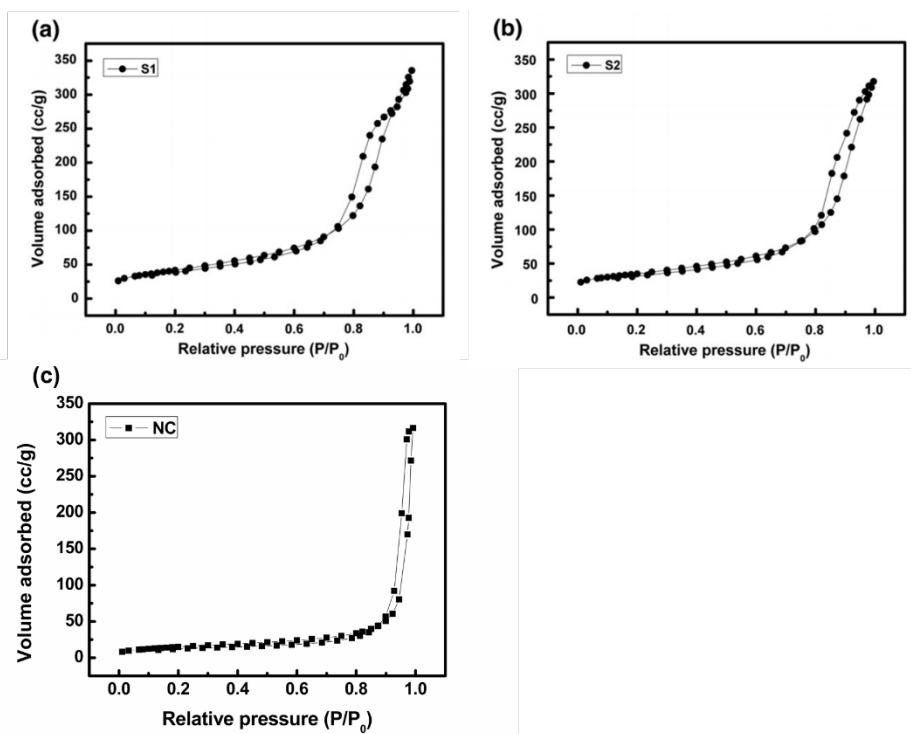 (a)
S1
Volume adsorbed (cc/g)
350
300
250
200
150
100
50
0
0.0 0.2 0.4 0.6 0.8 1.0
Relative pressure (P/P0)
(b)
S2
Volume adsorbed (cc/g)
350
300
250
200
150
100
50
0
0.0 0.2 0.4 0.6 0.8 1.0
Relative pressure (P/P0)
(c)
NC
Volume adsorbed (cc/g)
350
300
250
200
150
100
50
0
0.0 0.2 0.4 0.6 0.8 1.0
Relative pressure (P/P0)